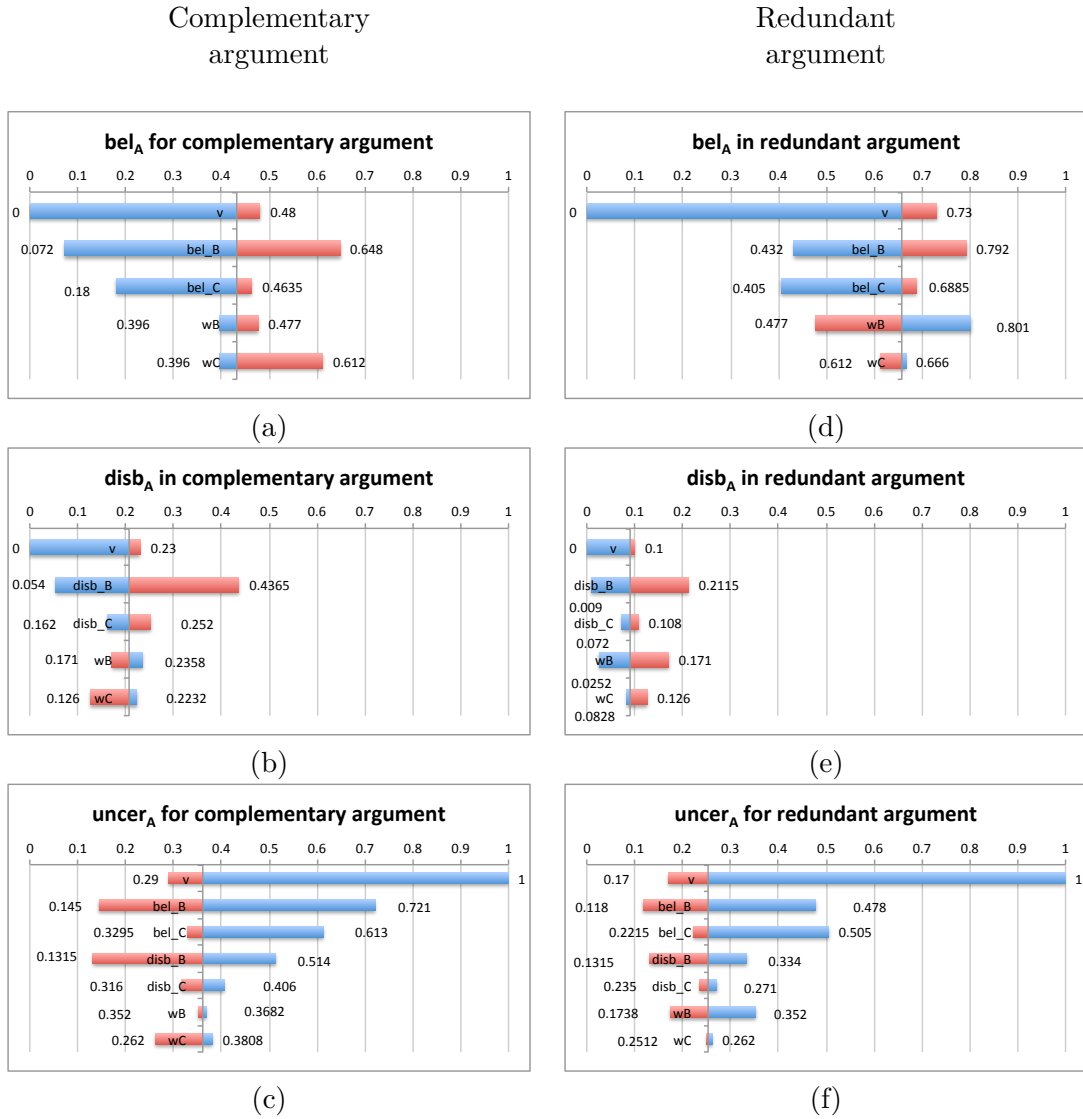 Complementary
argument
Redundant
argument
bel_A for complementary argument
0 0.1 0.2 0.3 0.4 0.5 0.6 0.7 0.8 0.9 1
0 v 0.48
0.072 bel_B 0.648
0.18 bel_C 0.4635
0.396 wB 0.477
0.396 wC 0.612
(a)
bel_A in redundant argument
0 0.1 0.2 0.3 0.4 0.5 0.6 0.7 0.8 0.9 1
0 v 0.73
0.432 bel_B 0.792
0.405 bel_C 0.6885
0.477 wB 0.801
0.612 wC 0.666
(d)
disb_A in complementary argument
0 0.1 0.2 0.3 0.4 0.5 0.6 0.7 0.8 0.9 1
0 v 0.23
0.054 disb_B 0.4365
0.162 disb_C 0.252
0.171 wB 0.2358
0.126 wC 0.2232
(b)
disb_A in redundant argument
0 0.1 0.2 0.3 0.4 0.5 0.6 0.7 0.8 0.9 1
0 v 0.1
disb_B 0.2115
0.009
disb_C 0.108
0.072
wB 0.171
0.0252
wC 0.126
0.0828
(e)
uncer_A for complementary argument
0 0.1 0.2 0.3 0.4 0.5 0.6 0.7 0.8 0.9 1
0.29 v 1
0.145 bel_B 0.721
0.3295 bel_C 0.613
0.1315 disb_B 0.514
0.316 disb_C 0.406
0.352 wB 0.3682
0.262 wC 0.3808
(c)
uncer_A for redundant argument
0 0.1 0.2 0.3 0.4 0.5 0.6 0.7 0.8 0.9 1
0.17 v 1
0.118 bel_B 0.478
0.2215 bel_C 0.505
0.1315 disb_B 0.334
0.235 disb_C 0.271
0.1738 wB 0.352
0.2512 wC 0.262
(f)